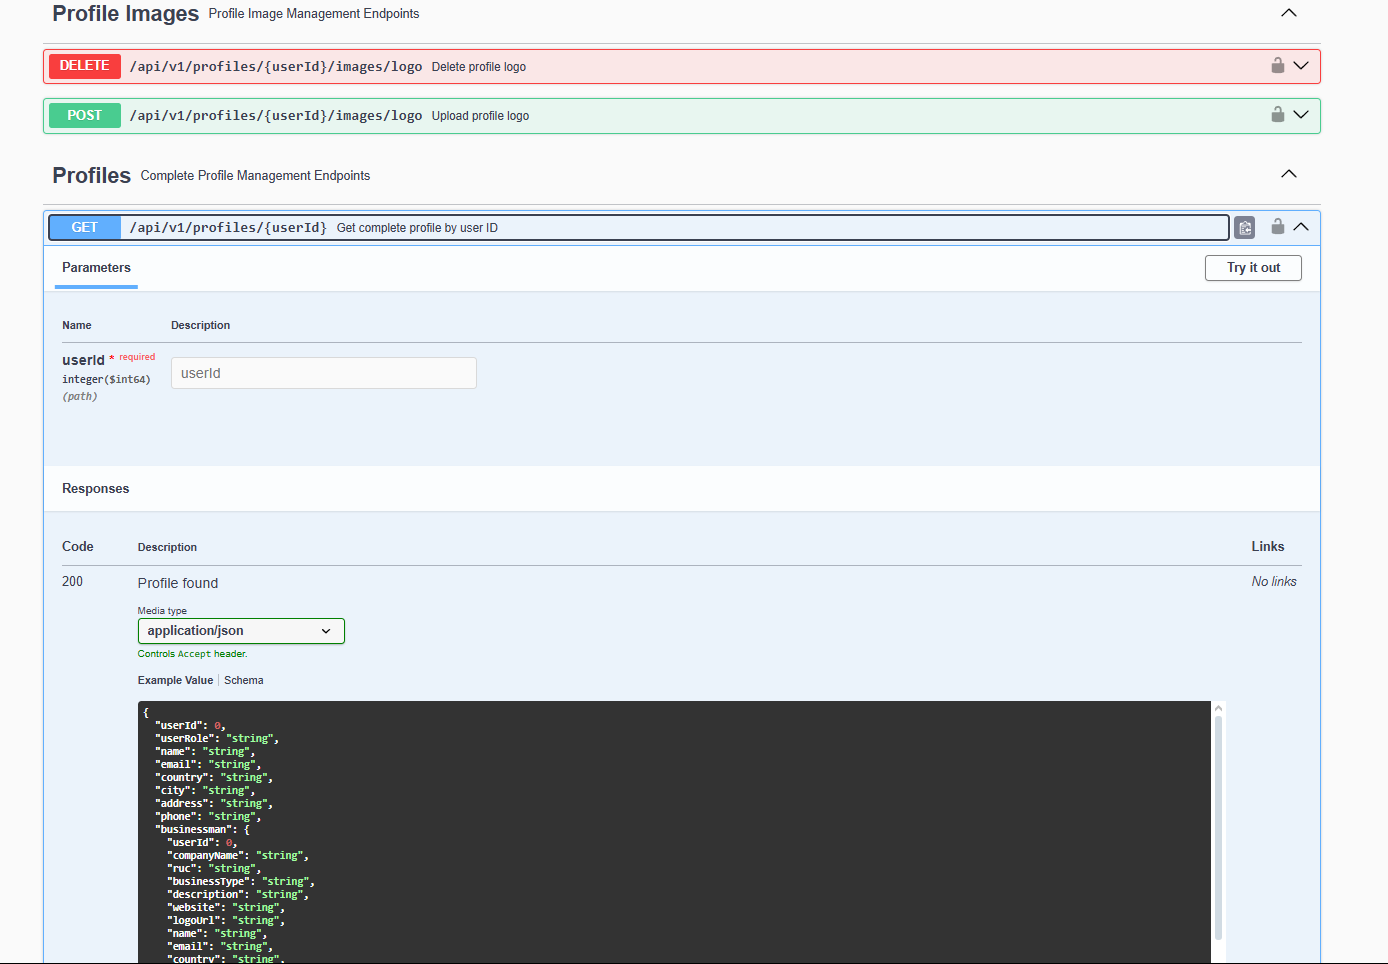 Profile Images Profile Image Management Endpoints
DELETE /api/v1/profiles/{userId}/images/logo Delete profile logo
POST /api/v1/profiles/{userId}/images/logo Upload profile logo
Profiles Complete Profile Management Endpoints
GET /api/v1/profiles/{userId} Get complete profile by user ID
Parameters Try it out
Name Description
userId * required
integer($int64)
(path)
userId
Responses
Code Description Links
200 Profile found No links
Media type
application/json
Controls Accept header.
Example Value Schema
{
"userId": 0,
"userRole": "string",
"name": "string",
"email": "string",
"country": "string",
"city": "string",
"address": "string",
"phone": "string",
"businessman": {
"userId": 0,
"companyName": "string",
"ruc": "string",
"businessType": "string",
"description": "string",
"website": "string",
"logoUrl": "string",
"name": "string",
"email": "string",
"country": "string",